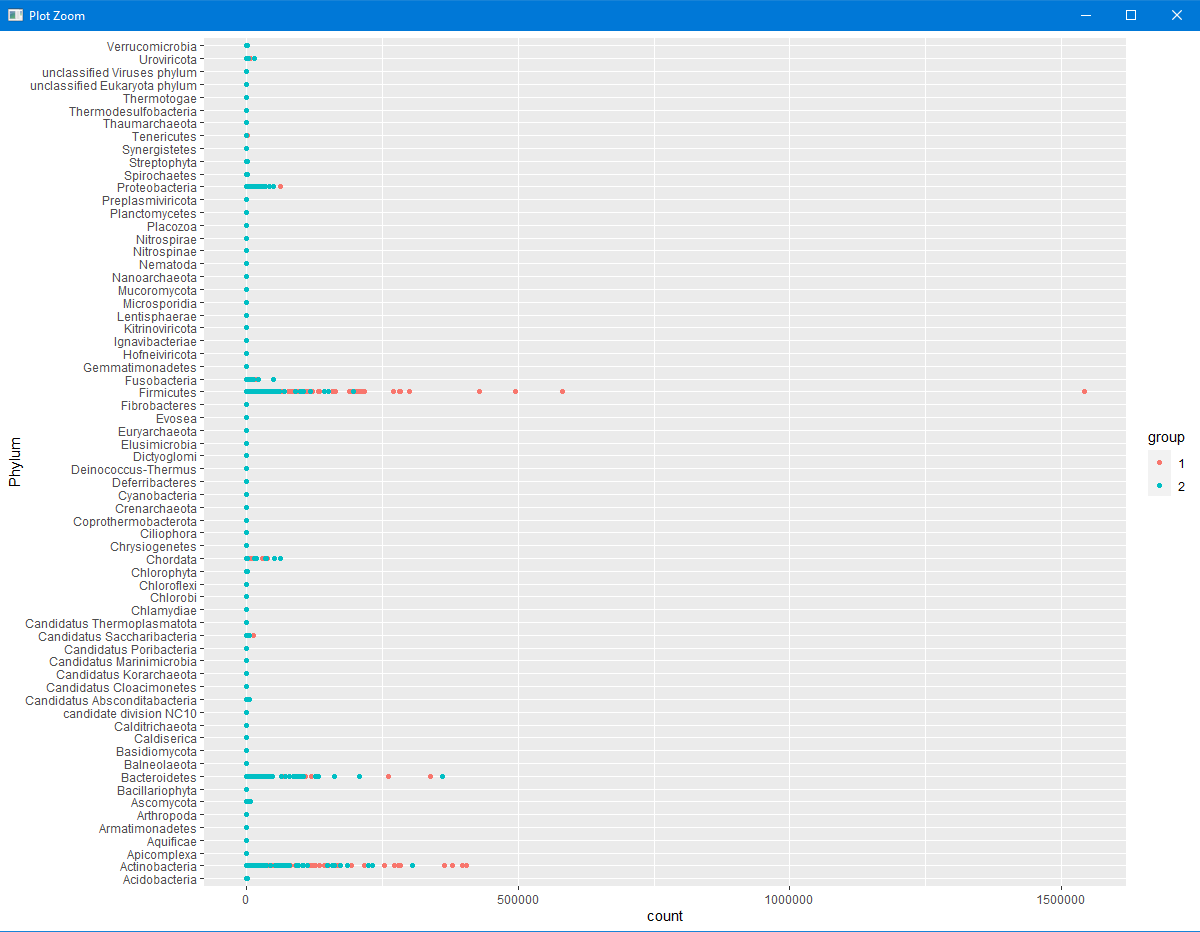 Plot Zoom
Verrucomicrobia
Uroviricota
unclassified Viruses phylum
unclassified Eukaryota phylum
Thermotogae
Thermodesulfobacteria
Thaumarchaeota
Tenericutes
Synergistetes
Streptophyta
Spirochaetes
Proteobacteria
Preplasmiviricota
Planctomycetes
Placozoa
Nitrospirae
Nitrospinae
Nematoda
Nanoarchaeota
Mucoromycota
Microsporidia
Lentisphaerae
Kitrinoviricota
Ignavibacteriae
Hofneiviricota
Gemmatimonadetes
Fusobacteria
Firmicutes
Fibrobacteres
Evosea
Euryarchaeota
Elusimicrobia
Dictyoglomi
Deinococcus-Thermus
Deferribacteres
Cyanobacteria
Crenarchaeota
Coprothermobacterota
Ciliophora
Chrysiogenetes
Chordata
Chlorophyta
Chloroflexi
Chlorobi
Chlamydiae
Candidatus Thermoplasmatota
Candidatus Saccharibacteria
Candidatus Poribacteria
Candidatus Marinimicrobia
Candidatus Korarchaeota
Candidatus Cloacimonetes
Candidatus Absconditabacteria
candidate division NC10
Calditrichaeota
Caldiserica
Basidiomycota
Balneolaeota
Bacteroidetes
Bacillariophyta
Ascomycota
Arthropoda
Armatimonadetes
Aquificae
Apicomplexa
Actinobacteria
Acidobacteria
Phylum
0 500000 1000000 1500000
count
group
1
2